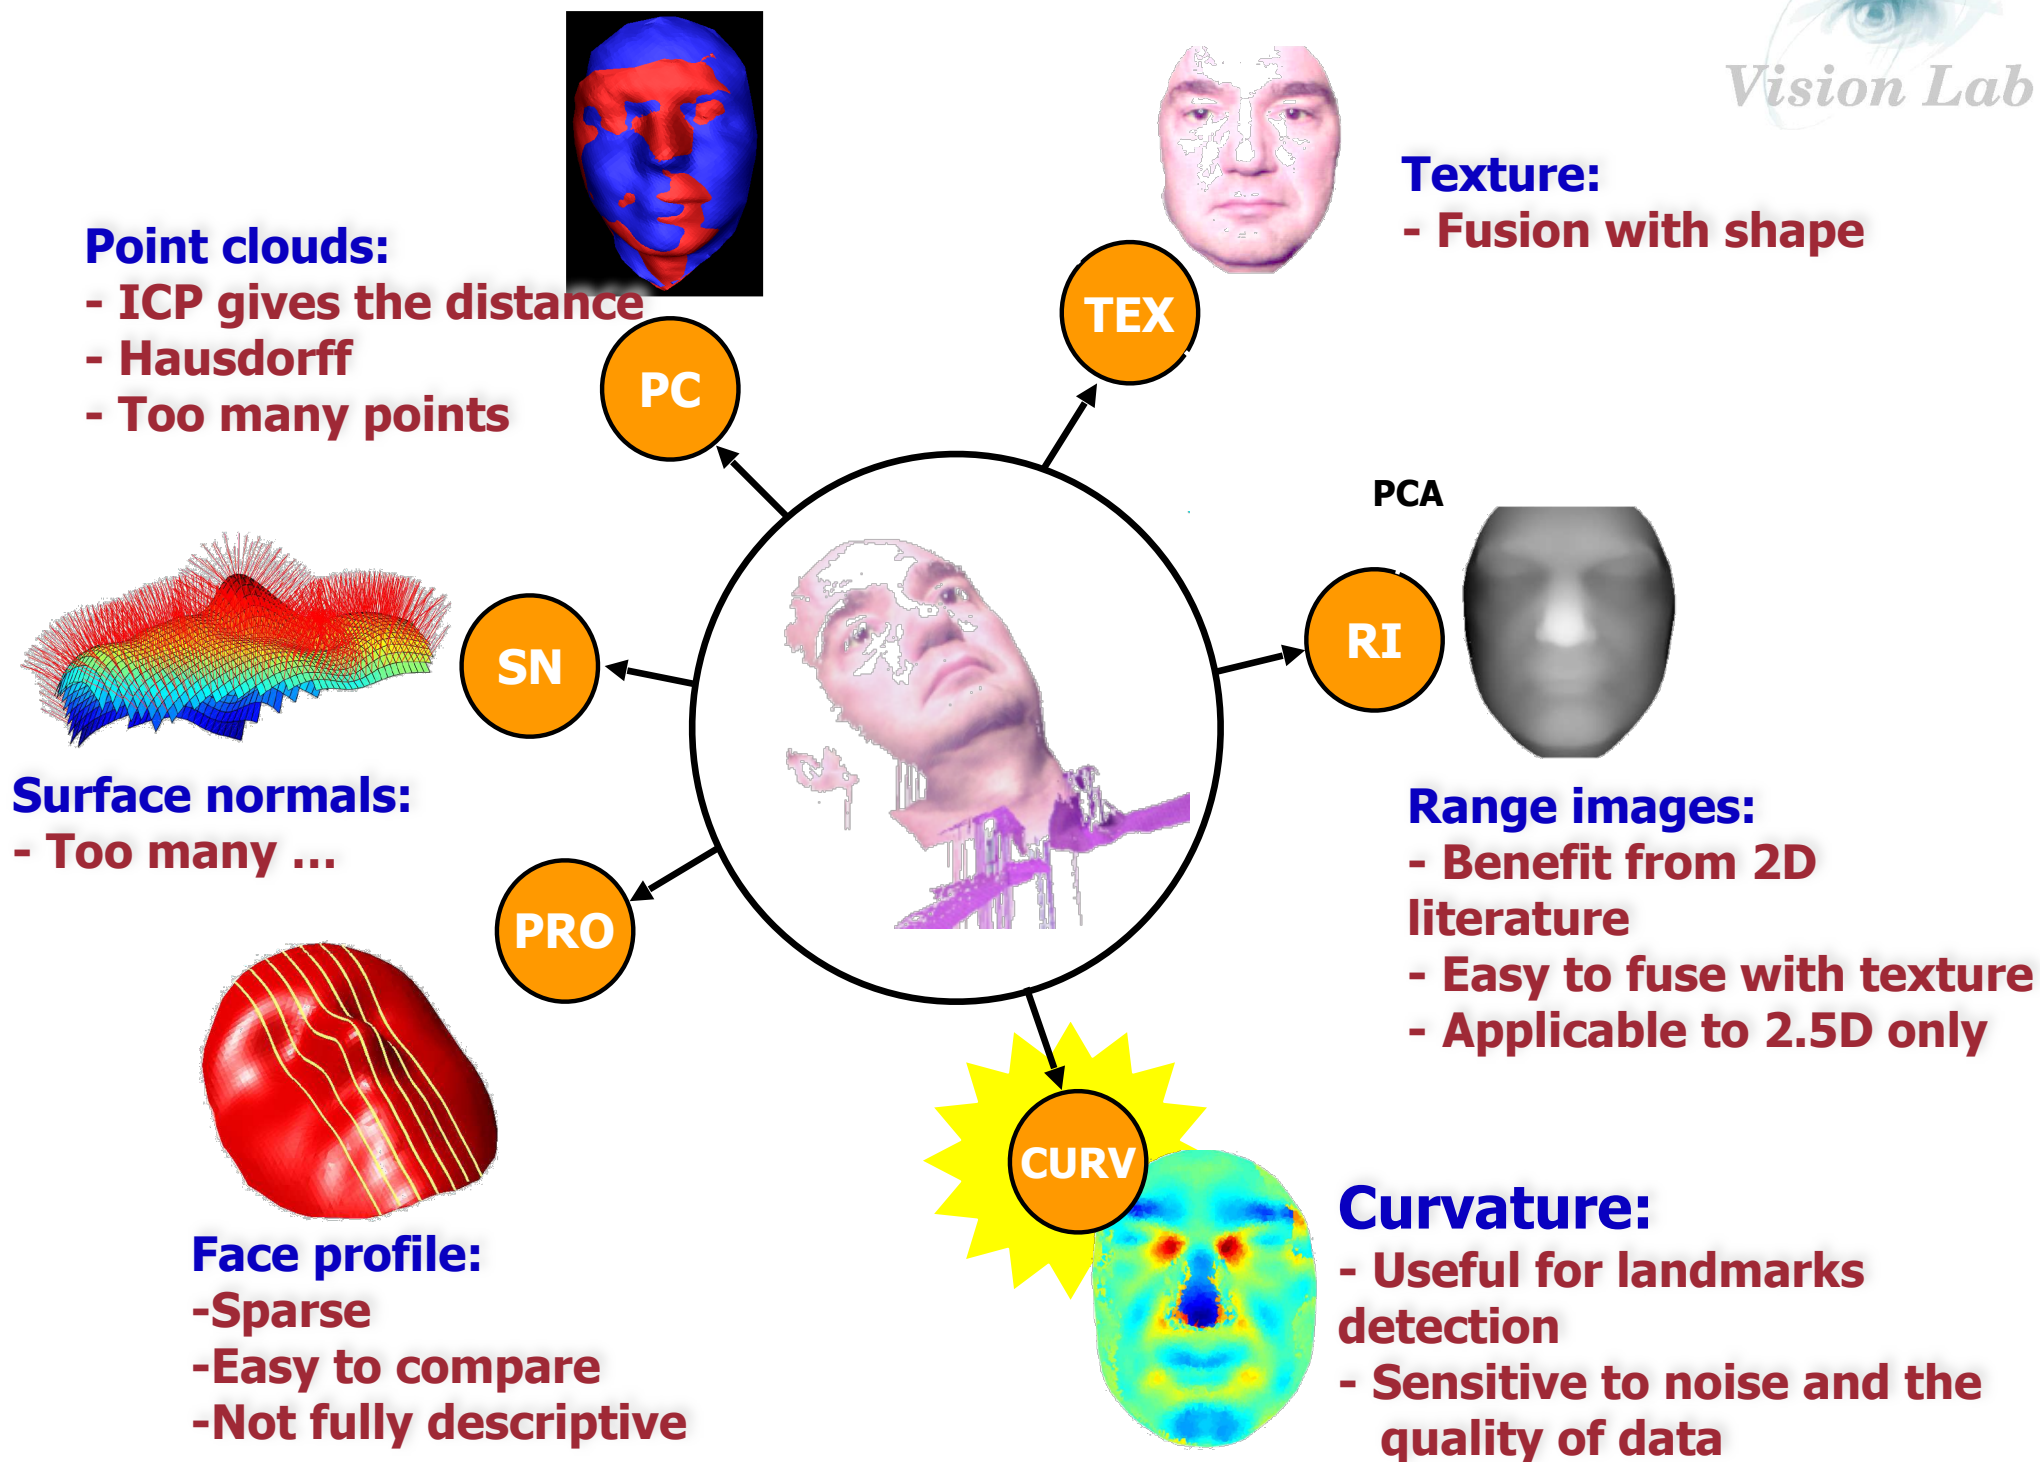 Vision Lab
Point clouds:
- ICP gives the distance
- Hausdorff
- Too many points
PC
TEX
Texture:
- Fusion with shape
PCA
RI
Range images:
- Benefit from 2D
literature
- Easy to fuse with texture
- Applicable to 2.5D only
SN
Surface normals:
- Too many ...
PRO
Face profile:
-Sparse
-Easy to compare
-Not fully descriptive
CURV
Curvature:
- Useful for landmarks
detection
- Sensitive to noise and the
quality of data